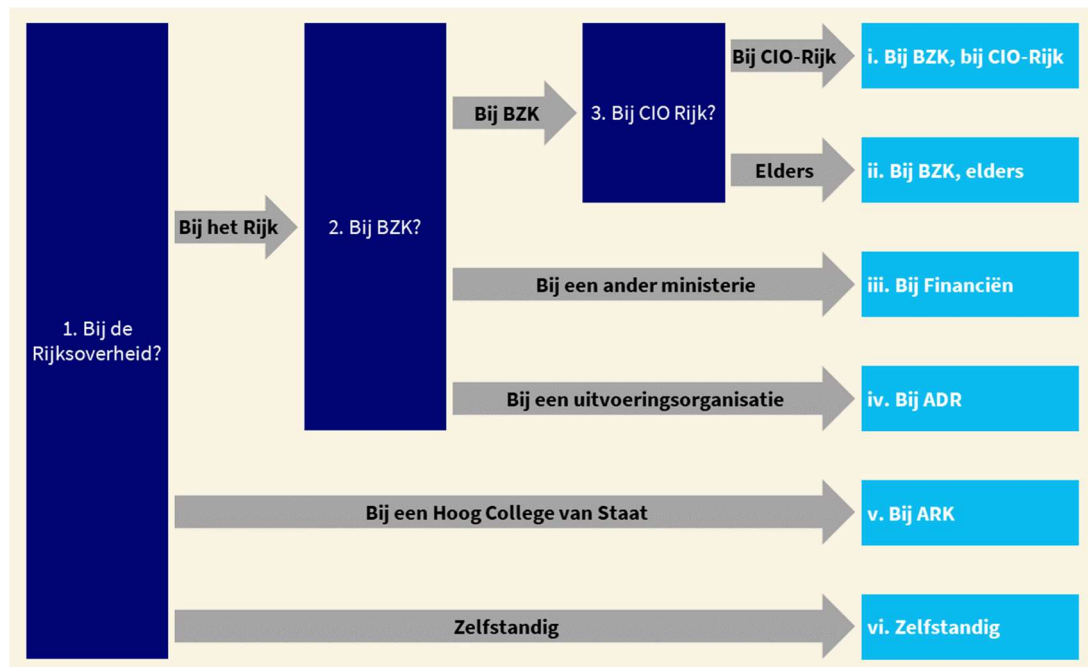 1. Bij de
Rijksoverheid?
Bij het Rijk
2. Bij BZK?
Bij BZK
3. Bij CIO Rijk?
Bij CIO-Rijk
i. Bij BZK, bij CIO-Rijk
Elders
ii. Bij BZK, elders
Bij een ander ministerie
iii. Bij Financiën
Bij een uitvoeringsorganisatie
iv. Bij ADR
Bij een Hoog College van Staat
v. Bij ARK
Zelfstandig
vi. Zelfstandig